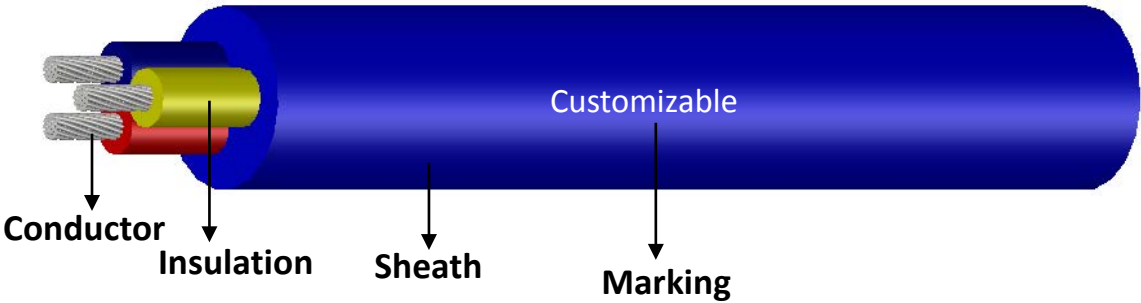 Customizable
Conductor
Insulation
Sheath
Marking